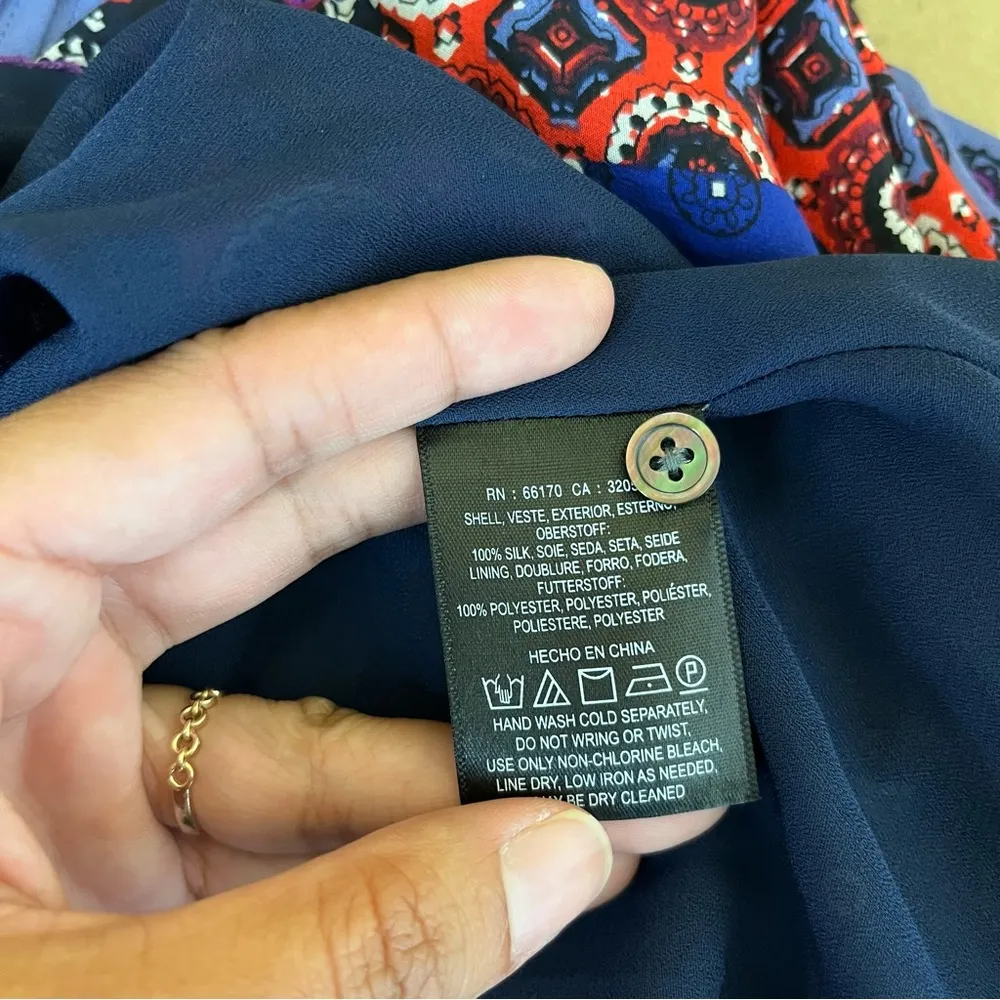 RN : 66170 CA :
SHELL, VESTE, EXTERIOR, ESTERNO,
OBERSTOFF:
100% SILK, SOIE, SEDA, SETA, SEIDE
LINING, DOUBLURE, FORRO, FODERA,
FUTTERSTOFF:
100% POLYESTER, POLYESTER, POLIÉSTER,
POLIESTERE, POLYESTER
HECHO EN CHINA
P
HAND WASH COLD SEPARATELY,
DO NOT WRING OR TWIST,
USE ONLY NON-CHLORINE BLEACH,
LINE DRY, LOW IRON AS NEEDED,
BE DRY CLEANED